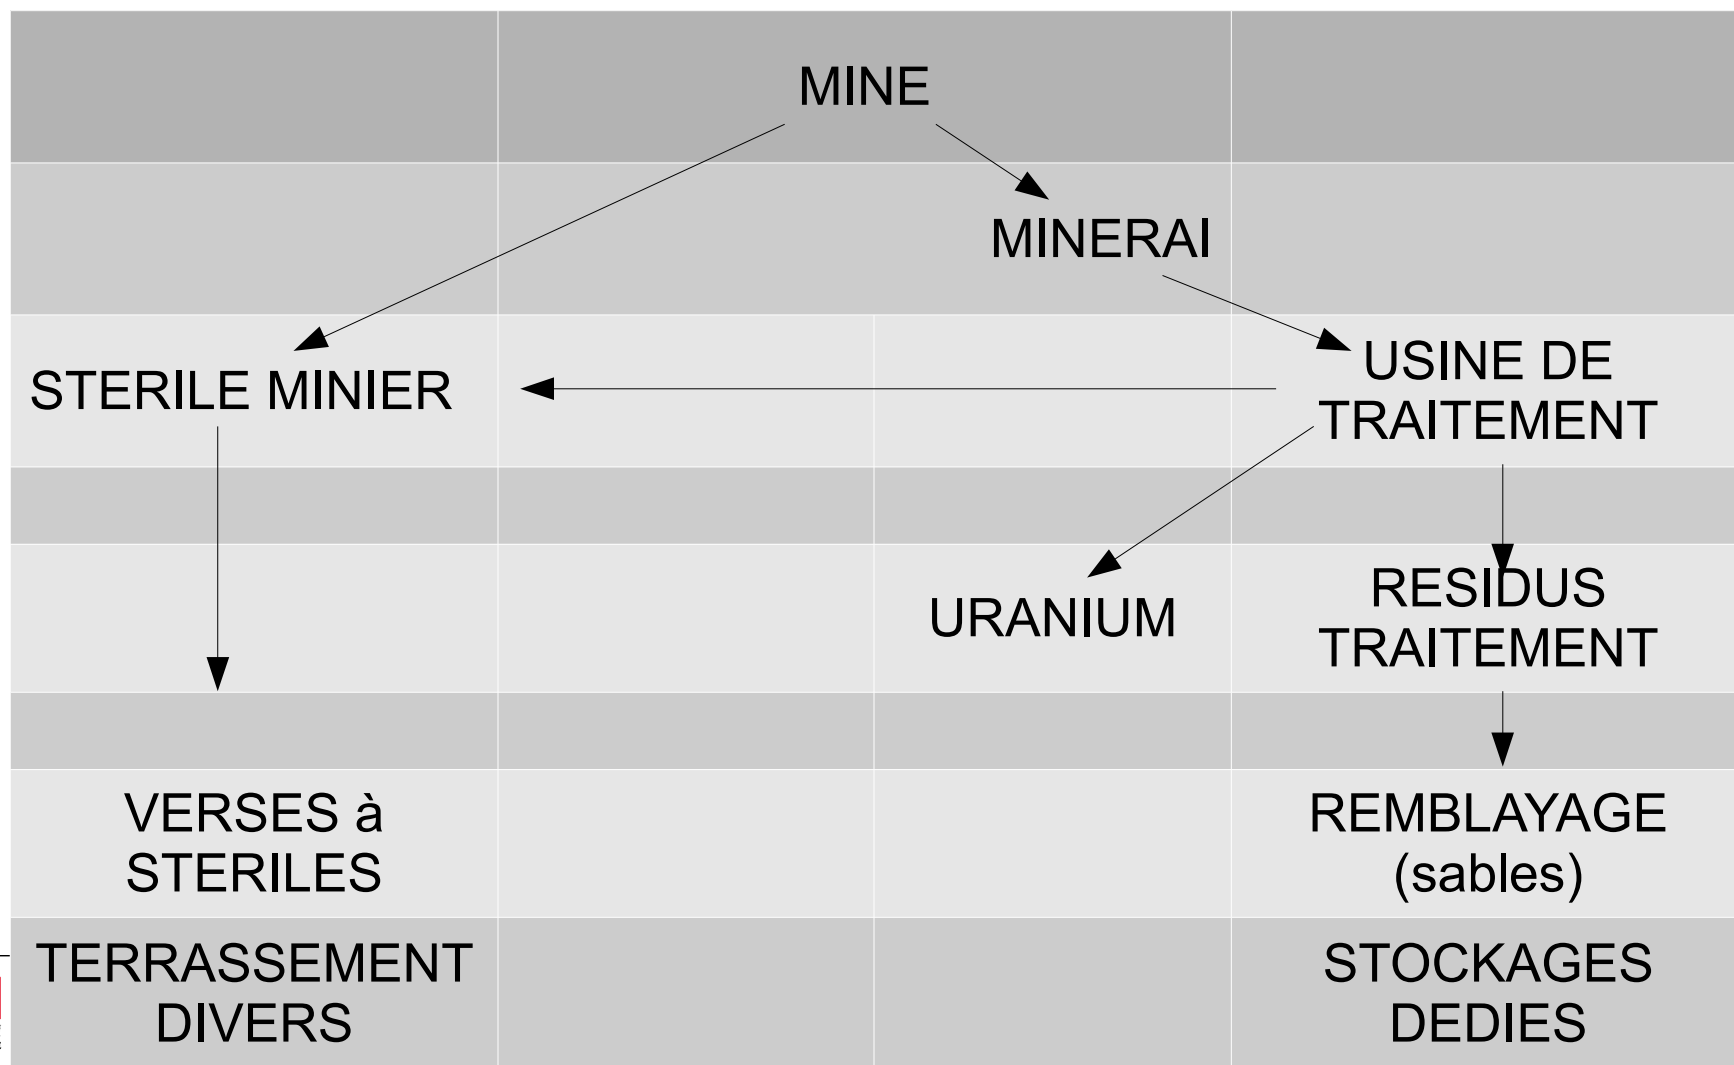 MINE
MINERAI
STERILE MINIER
USINE DE
TRAITEMENT
URANIUM
RESIDUS
TRAITEMENT
VERSES à
STERILES
REMBLAYAGE
(sables)
TERRASSEMENT
DIVERS
STOCKAGES
DEDIES